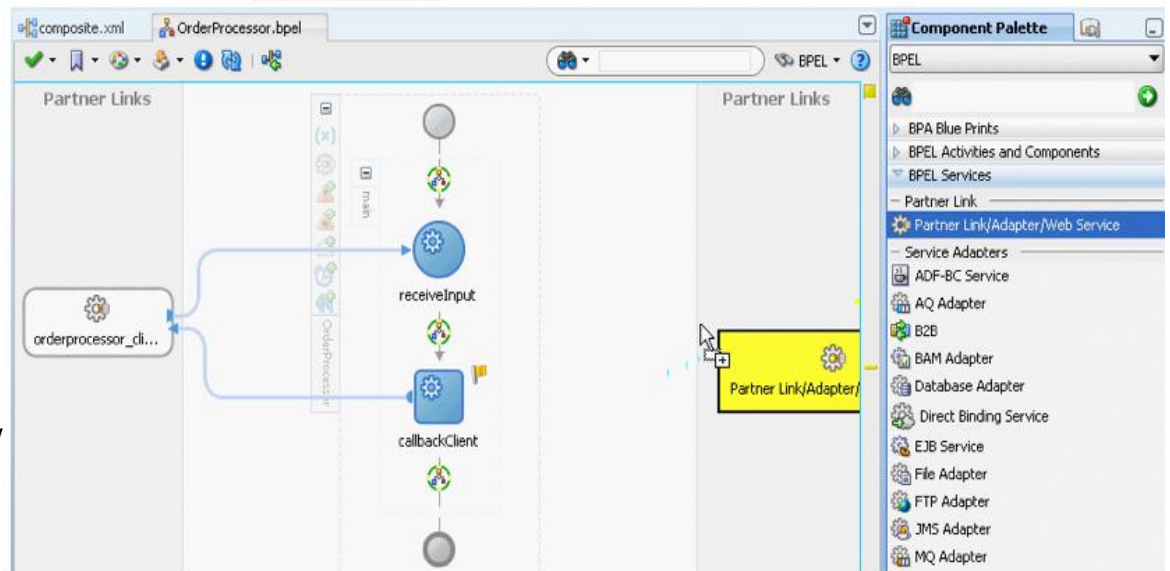 composite.xml
OrderProcessor.bpel
BPEL
Partner Links
Partner Links
(x)
main
OrderProcessor
receiveInput
callbackClient
orderprocessor_cli...
Partner Link/Adapter/
Component Palette
BPEL
BPA Blue Prints
BPEL Activities and Components
BPEL Services
Partner Link
Partner Link/Adapter/Web Service
Service Adapters
ADF-BC Service
AQ Adapter
B2B
BAM Adapter
Database Adapter
Direct Binding Service
EJB Service
File Adapter
FTP Adapter
JMS Adapter
MQ Adapter